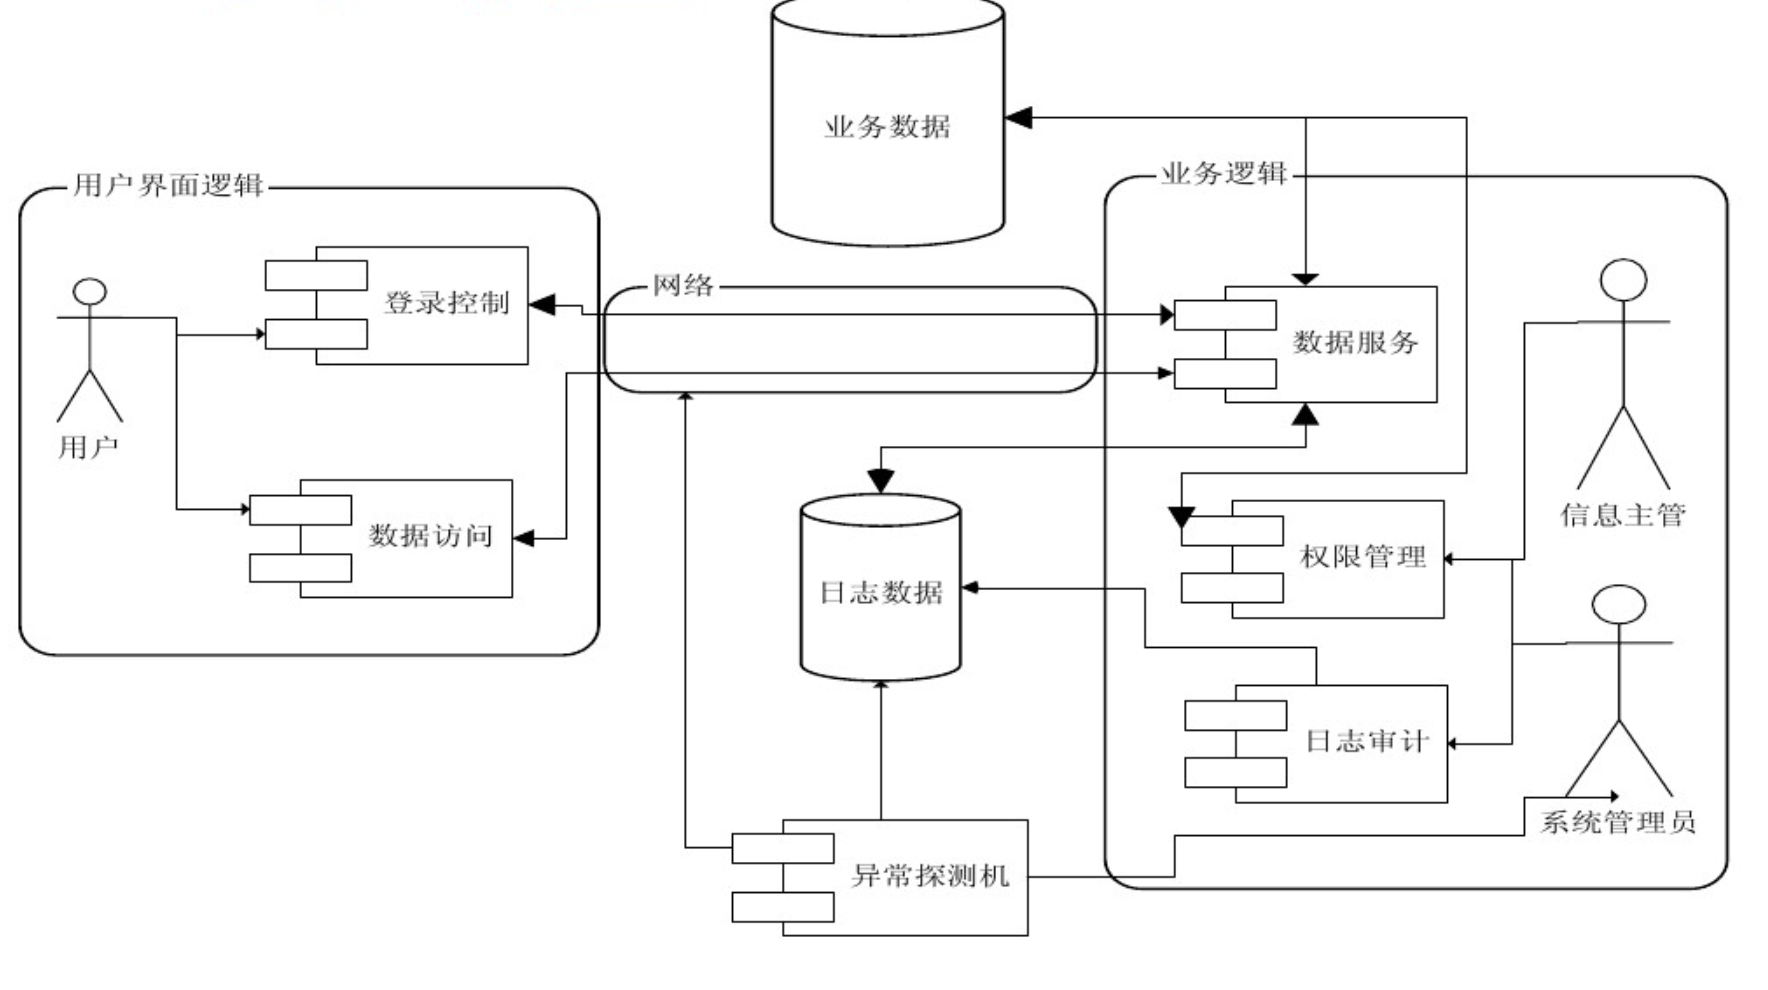 业务数据
业务逻辑
用户界面逻辑
网络
登录控制
数据服务
用户
信息主管
数据访问
权限管理
日志数据
日志审计
系统管理员
异常探测机